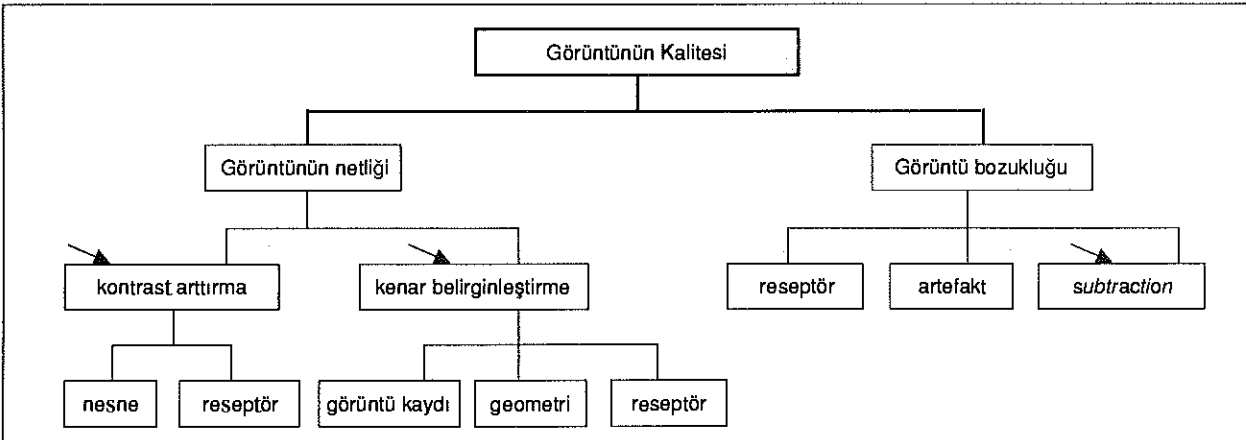 Görüntünün Kalitesi
Görüntünün netliği
Görüntü bozukluğu
kontrast arttırma
kenar belirginleştirme
reseptör
artefakt
subtraction
nesne
reseptör
görüntü kaydı
geometri
reseptör